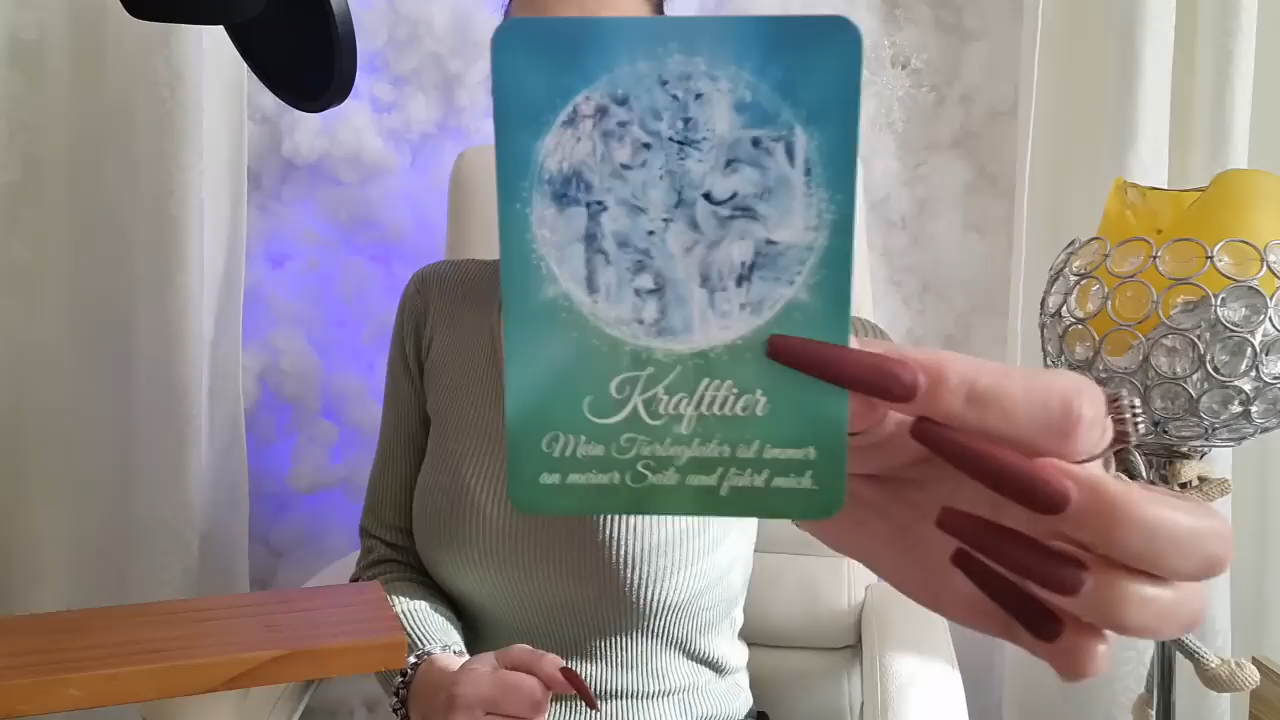 Krafttier
Mein Tierbegleiter ist immer
an meiner Seite und führt mich.